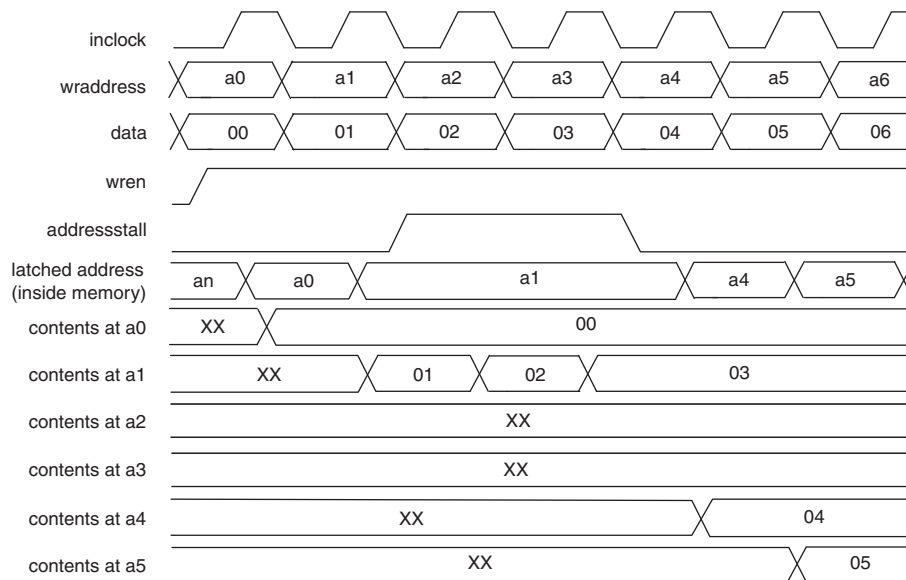 inclock
wraddress a0 a1 a2 a3 a4 a5 a6
data 00 01 02 03 04 05 06
wren
addressstall
latched address
(inside memory) an a0 a1 a4 a5
contents at a0 XX 00
contents at a1 XX 01 02 03
contents at a2 XX
contents at a3 XX
contents at a4 XX 04
contents at a5 XX 05